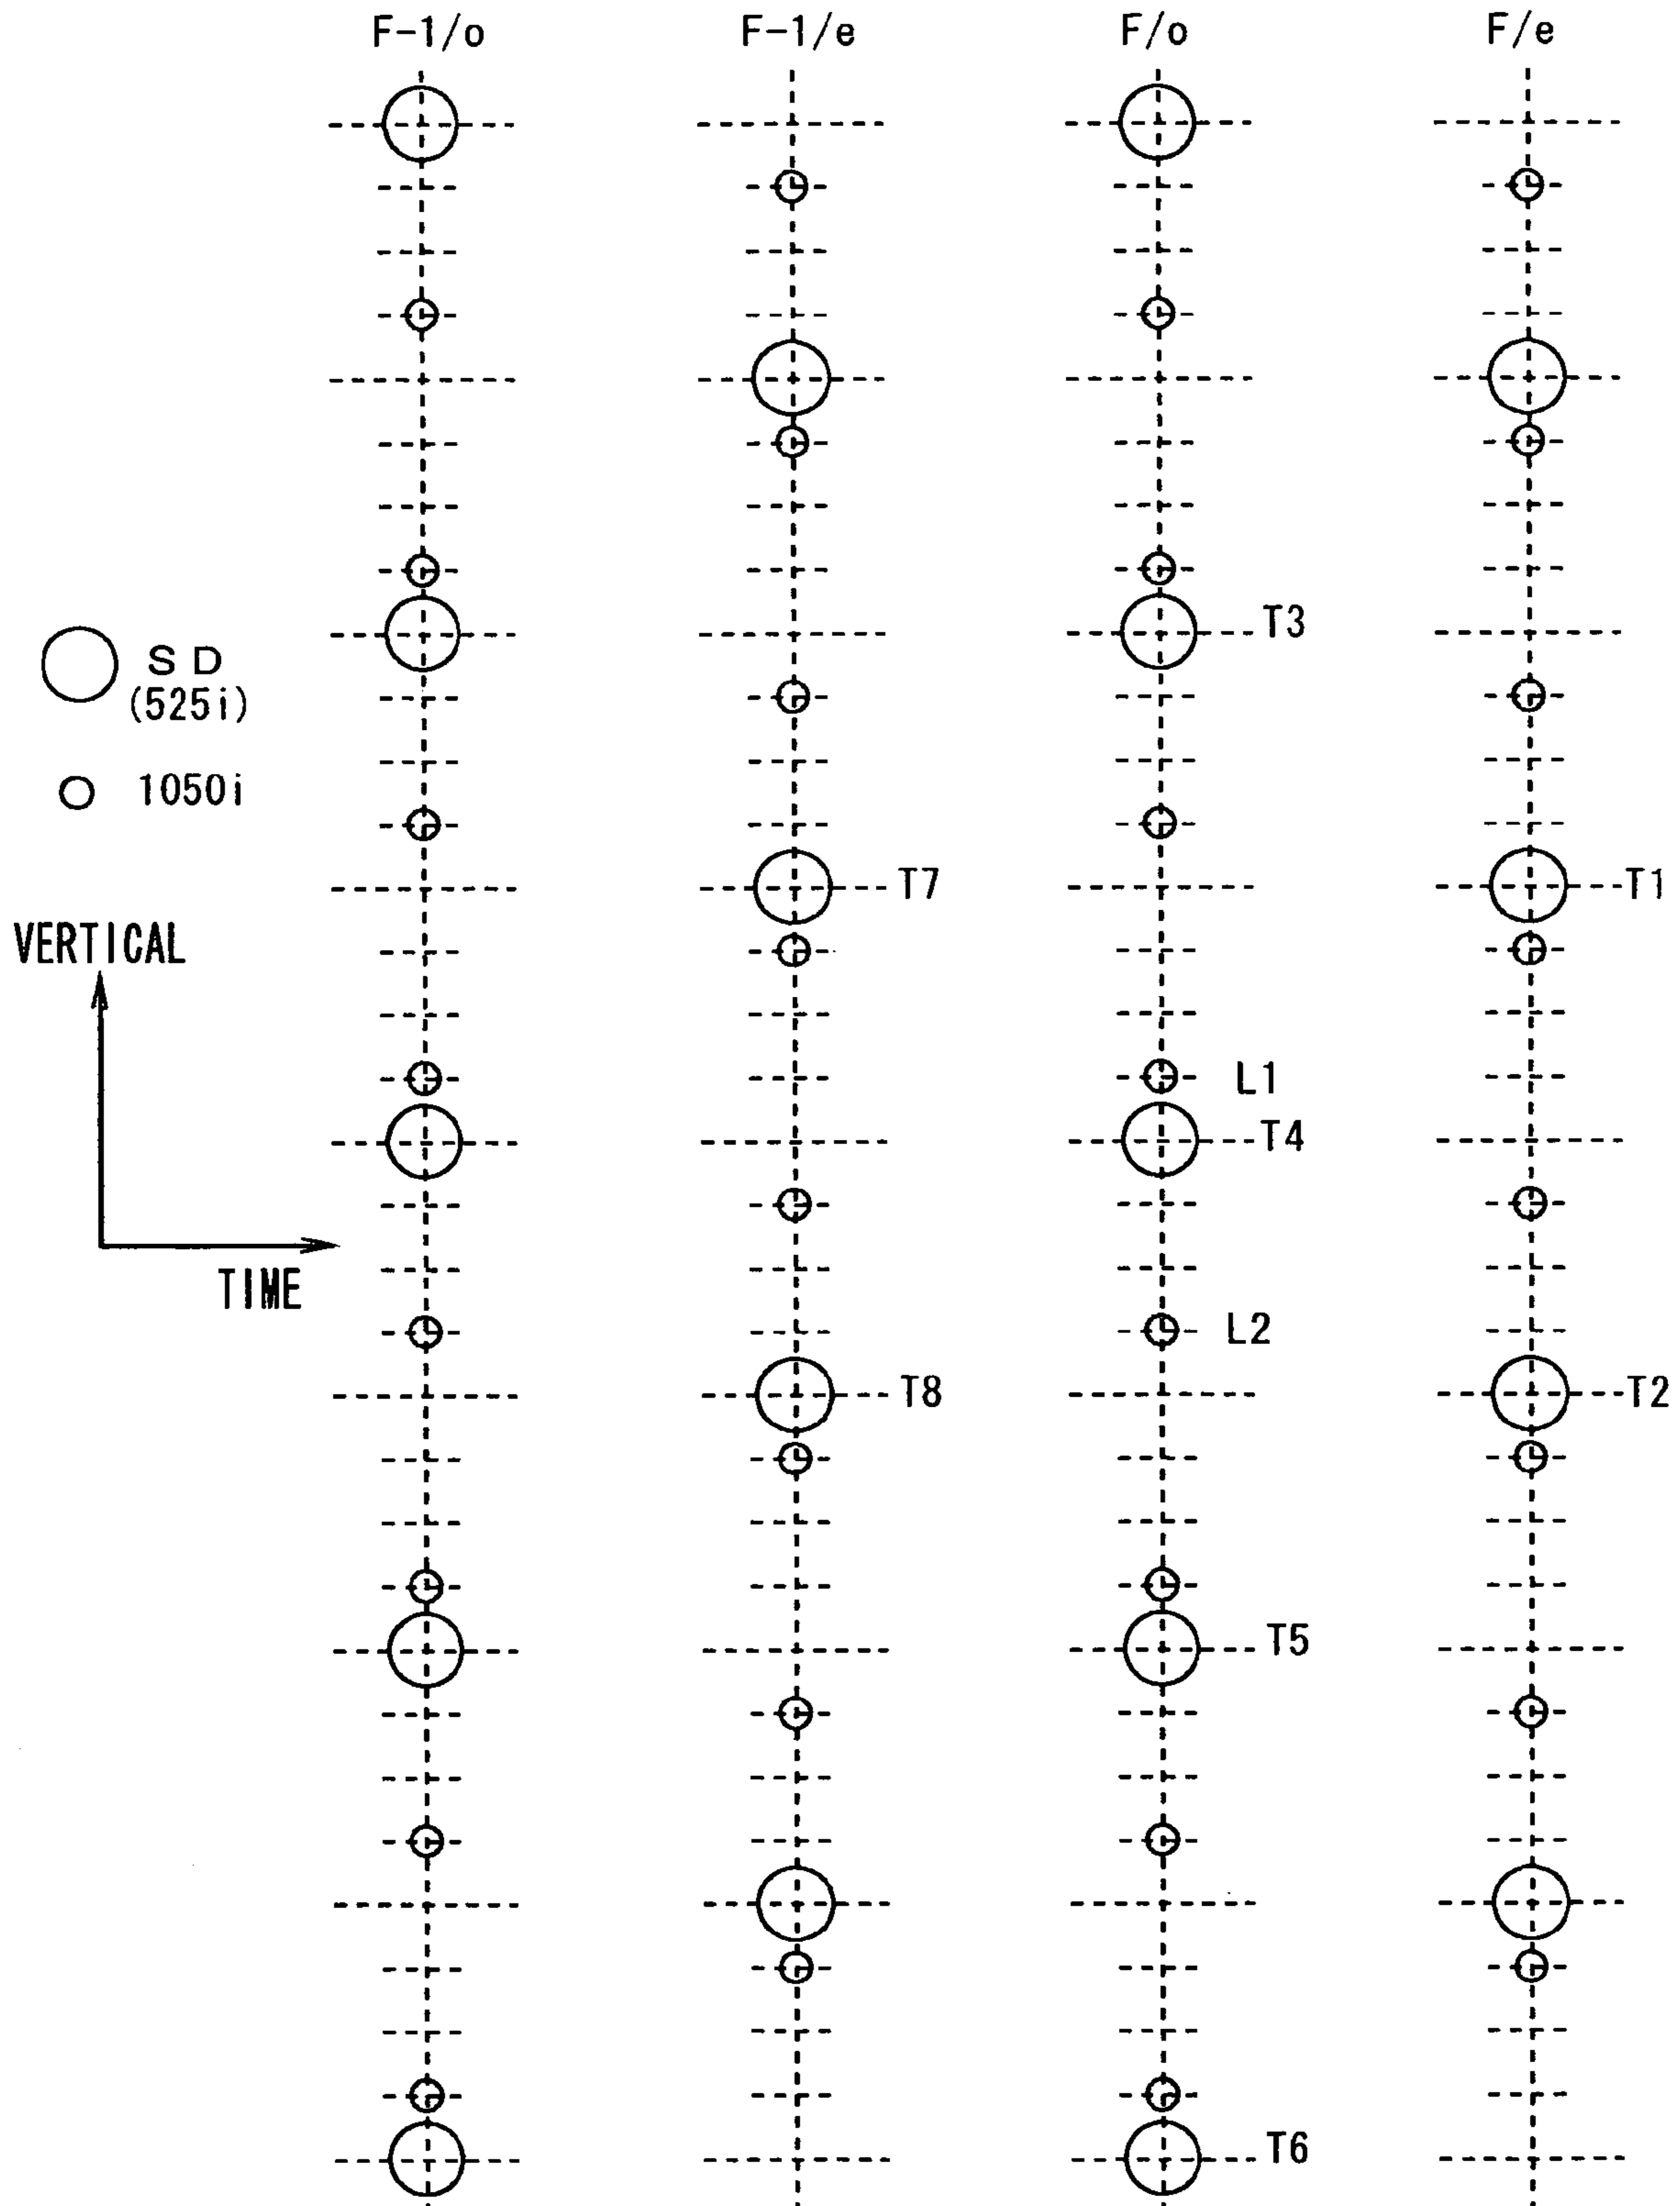 F-1/o
F-1/e
F/o
F/e
T3
SD
(525i)
1050i
T7
T1
VERTICAL
L1
T4
TIME
L2
T8
T2
T5
T6